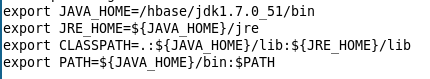 export JAVA_HOME=/hbase/jdk1.7.0_51/bin
export JRE_HOME=${JAVA_HOME}/jre
export CLASSPATH=.:${JAVA_HOME}/lib:${JRE_HOME}/lib
export PATH=${JAVA_HOME}/bin:$PATH